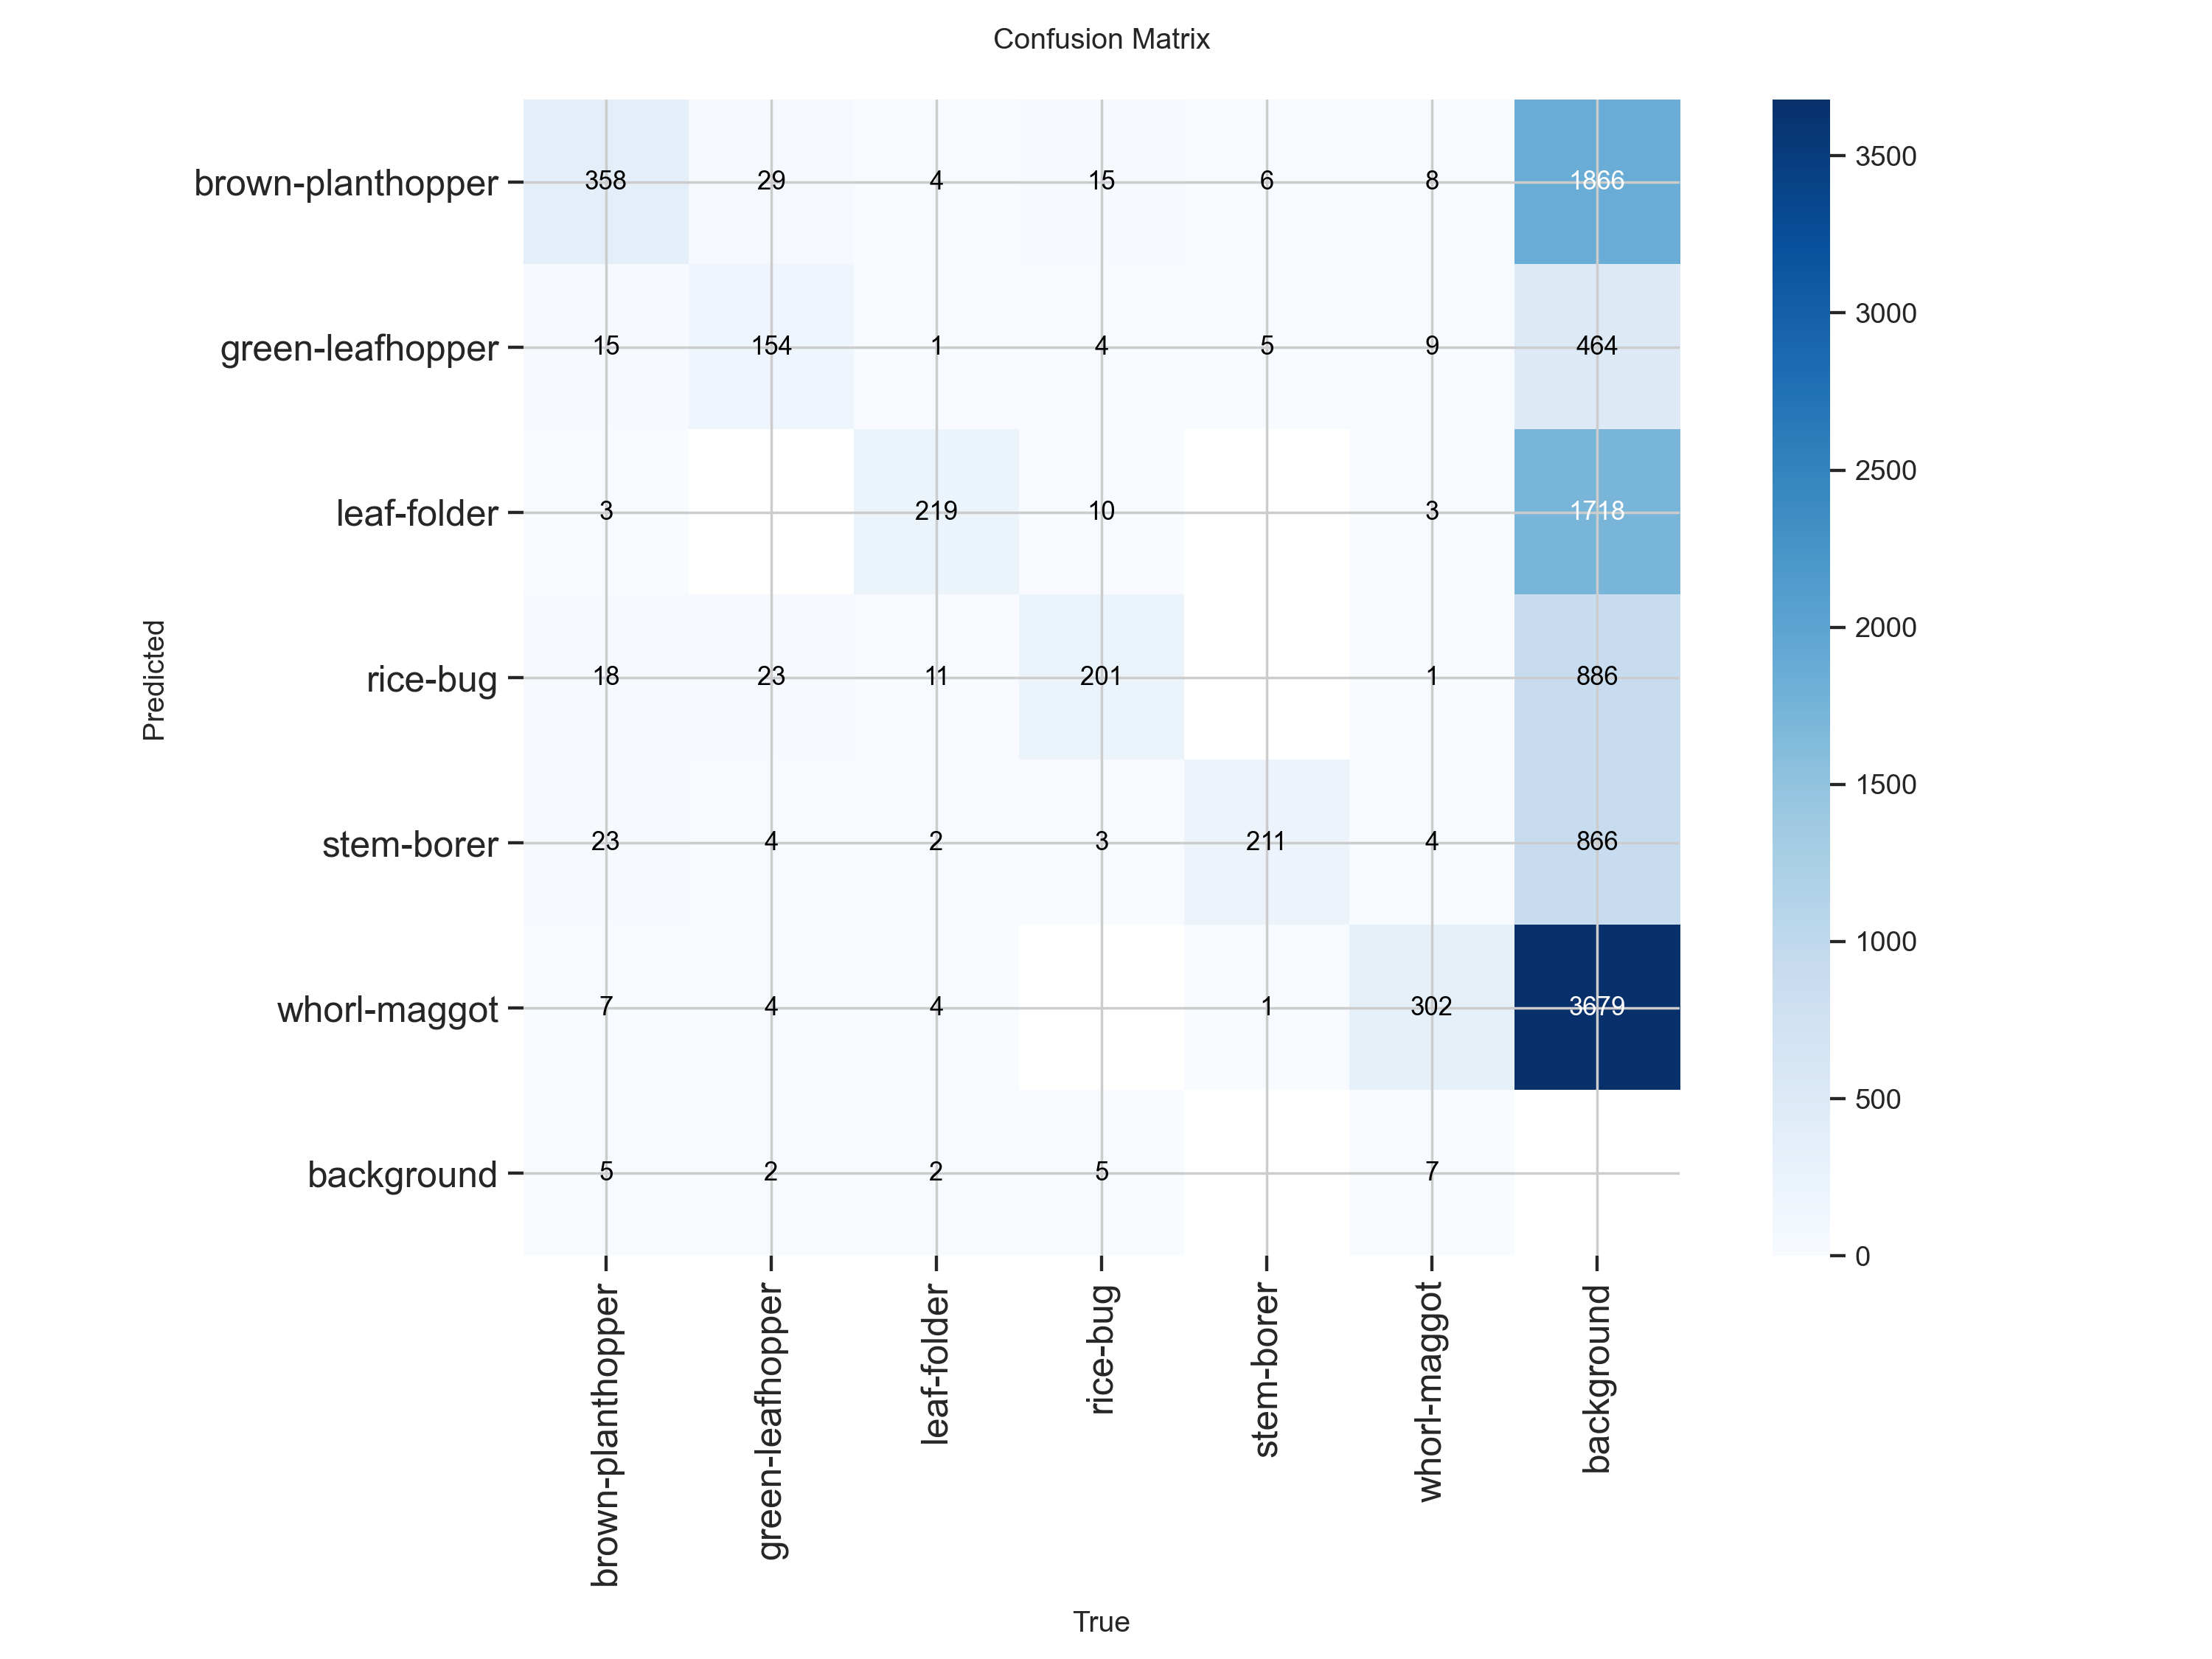 Confusion Matrix
brown-planthopper 358 29 4 15 6 8 1866
green-leafhopper 15 154 1 4 5 9 464
leaf-folder 3 219 10 3 1718
rice-bug 18 23 11 201 1 886
stem-borer 23 4 2 3 211 4 866
whorl-maggot 7 4 4 1 302 3679
background 5 2 2 5 7
Predicted
brown-planthopper
green-leafhopper
leaf-folder
rice-bug
stem-borer
whorl-maggot
background
True
3500
3000
2500
2000
1500
1000
500
0